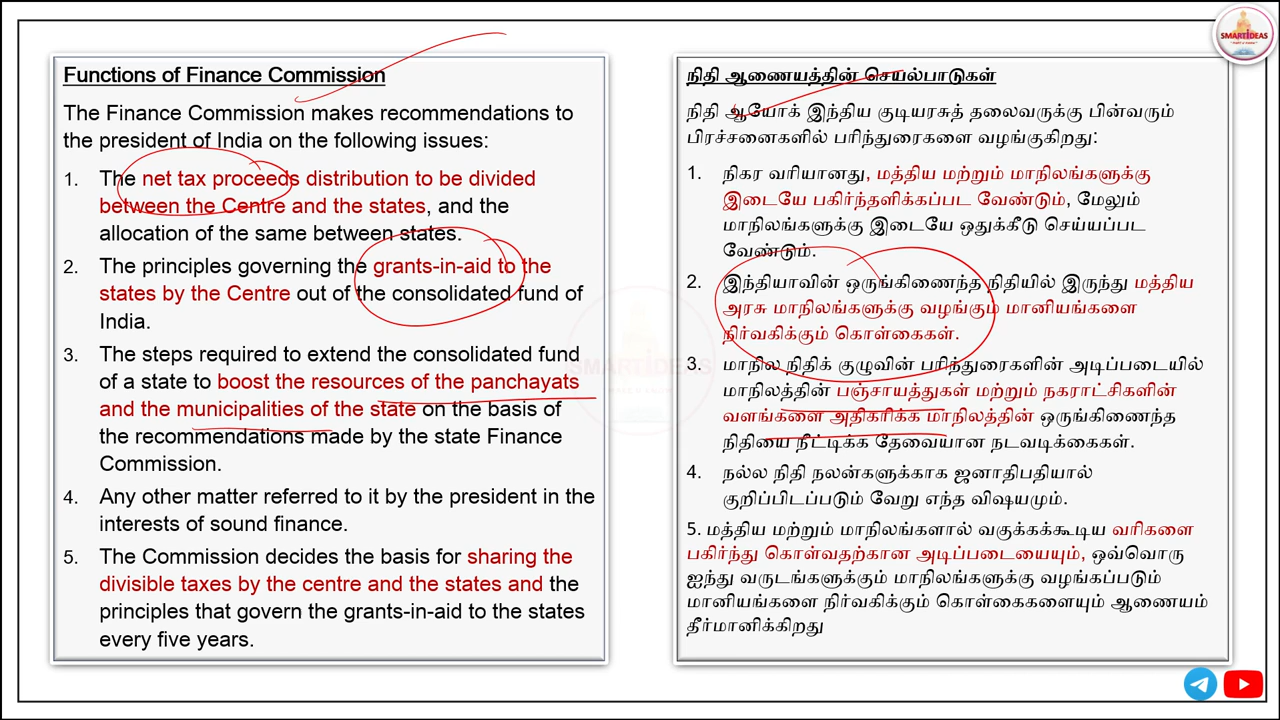 SMARTIDEAS
Functions of Finance Commission
The Finance Commission makes recommendations to
the president of India on the following issues:
1. The net tax proceeds distribution to be divided
between the Centre and the states, and the
allocation of the same between states.
2. The principles governing the grants-in-aid to the
states by the Centre out of the consolidated fund of
India.
3. The steps required to extend the consolidated fund
of a state to boost the resources of the panchayats
and the municipalities of the state on the basis of
the recommendations made by the state Finance
Commission.
4. Any other matter referred to it by the president in the
interests of sound finance.
5. The Commission decides the basis for sharing the
divisible taxes by the centre and the states and the
principles that govern the grants-in-aid to the states
every five years.
நிதி ஆணையத்தின் செயல்பாடுகள்
நிதி ஆயோக் இந்திய குடியரசுத் தலைவருக்கு பின்வரும்
பிரச்சனைகளில் பரிந்துரைகளை வழங்குகிறது:
1. நிகர வரியானது, மத்திய மற்றும் மாநிலங்களுக்கு
இடையே பகிர்ந்தளிக்கப்பட வேண்டும், மேலும்
மாநிலங்களுக்கு இடையே ஒதுக்கீடு செய்யப்பட
வேண்டும்.
2. இந்தியாவின் ஒருங்கிணைந்த நிதியில் இருந்து மத்திய
அரசு மாநிலங்களுக்கு வழங்கும் மானியங்களை
நிர்வகிக்கும் கொள்கைகள்.
3. மாநில நிதிக் குழுவின் பரிந்துரைகளின் அடிப்படையில்
மாநிலத்தின் பஞ்சாயத்துகள் மற்றும் நகராட்சிகளின்
வளங்களை அதிகரிக்க மாநிலத்தின் ஒருங்கிணைந்த
நிதியை நீட்டிக்க தேவையான நடவடிக்கைகள்.
4. நல்ல நிதி நலன்களுக்காக ஜனாதிபதியால்
குறிப்பிடப்படும் வேறு எந்த விஷயமும்.
5. மத்திய மற்றும் மாநிலங்களால் வகுக்கக்கூடிய வரிகளை
பகிர்ந்து கொள்வதற்கான அடிப்படையையும், ஒவ்வொரு
ஐந்து வருடங்களுக்கும் மாநிலங்களுக்கு வழங்கப்படும்
மானியங்களை நிர்வகிக்கும் கொள்கைகளையும் ஆணையம்
தீர்மானிக்கிறது
SMARTIDEAS